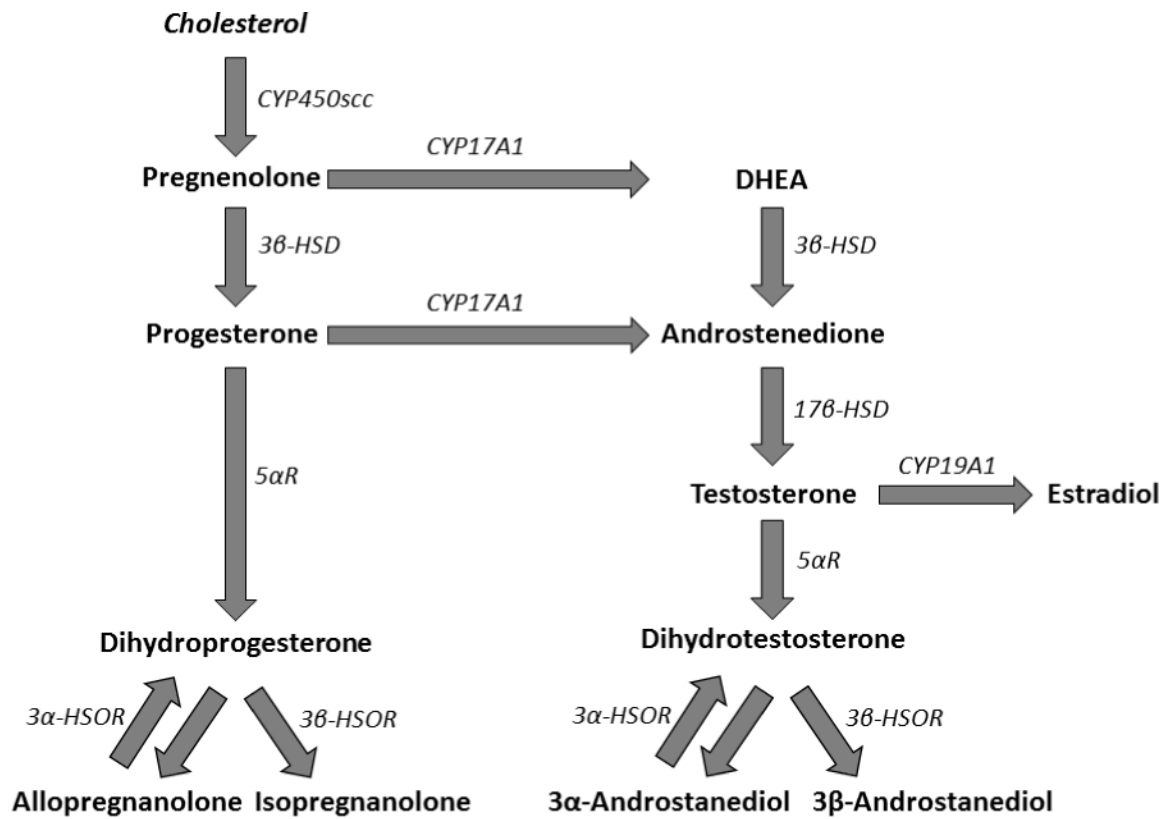 Cholesterol
CYP450scc
CYP17A1
Pregnenolone
DHEA
3β-HSD
3β-HSD
CYP17A1
Progesterone
Androstenedione
17β-HSD
CYP19A1
5αR
Testosterone
Estradiol
5αR
Dihydroprogesterone
Dihydrotestosterone
3α-HSOR
3β-HSOR
3α-HSOR
3β-HSOR
Allopregnanolone
Isopregnanolone
3α-Androstanediol
3β-Androstanediol